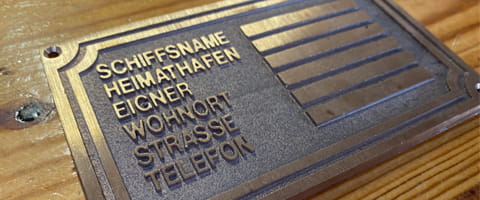 SCHIFFSNAME
HEIMATHAFEN
EIGNER
WOHNORT
STRASSE
TELEFON